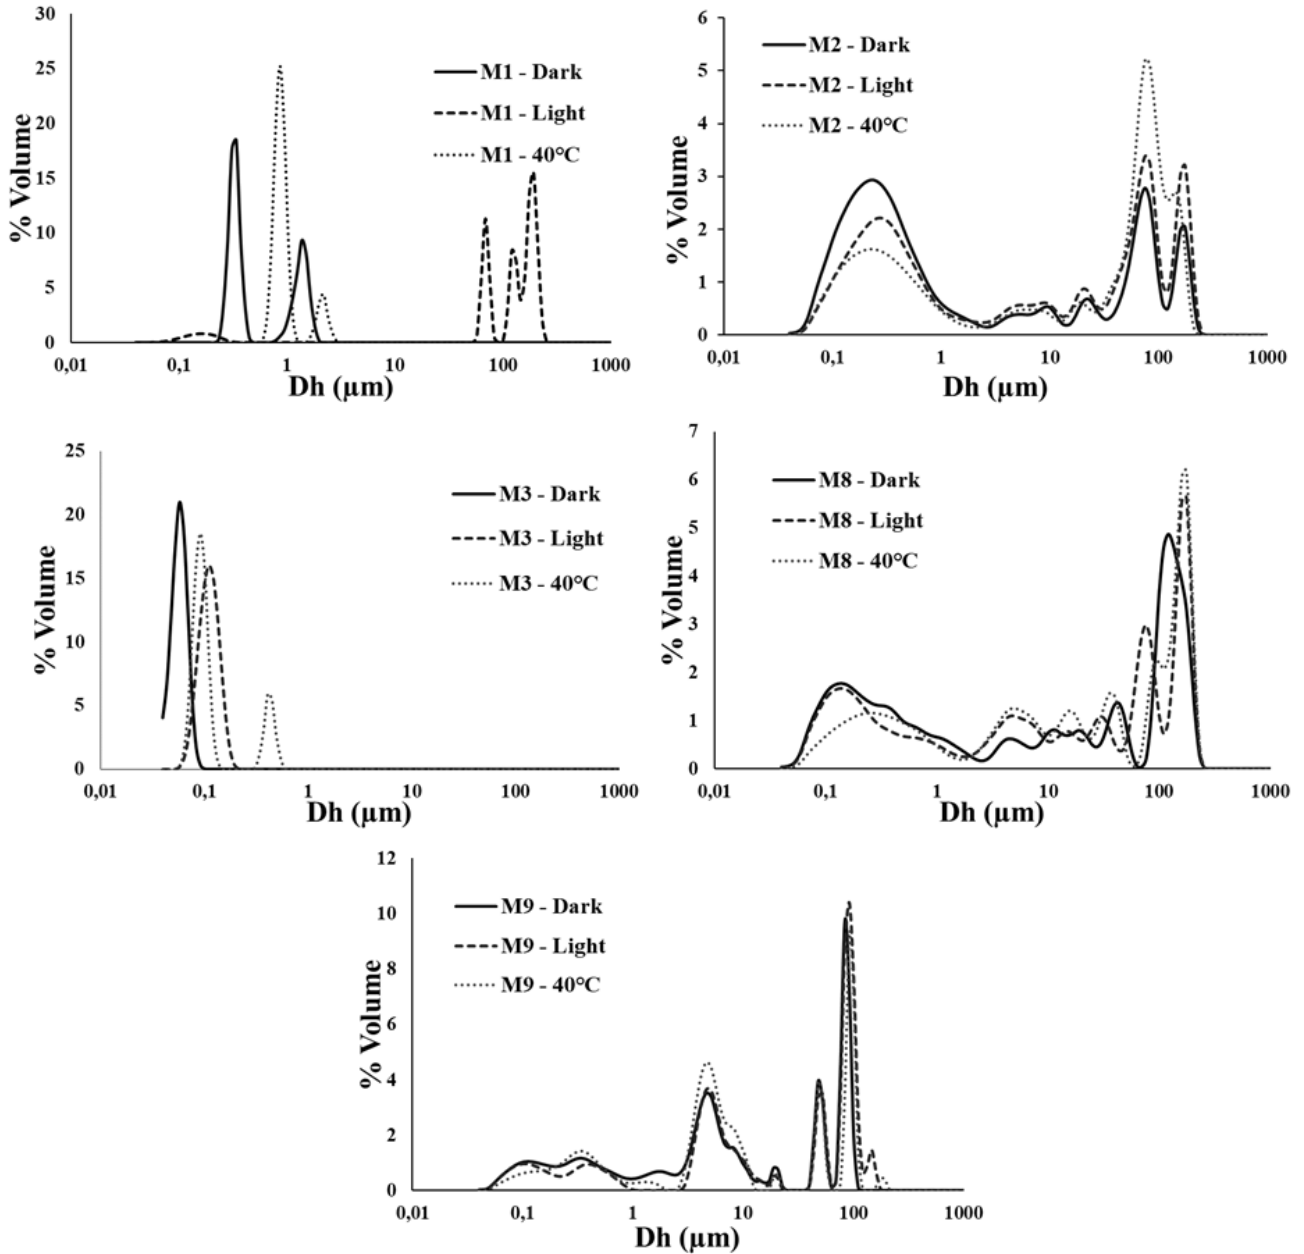 % Volume
30
25
20
15
10
5
0
M1 - Dark
M1 - Light
M1 - 40°C
0,01 0,1 1 10 100 1000
Dh (µm)
% Volume
6
5
4
3
2
1
0
M2 - Dark
M2 - Light
M2 - 40°C
0,01 0,1 1 10 100 1000
Dh (µm)
% Volume
25
20
15
10
5
0
M3 - Dark
M3 - Light
M3 - 40°C
0,01 0,1 1 10 100 1000
Dh (µm)
% Volume
7
6
5
4
3
2
1
0
M8 - Dark
M8 - Light
M8 - 40°C
0,01 0,1 1 10 100 1000
Dh (µm)
% Volume
12
10
8
6
4
2
0
M9 - Dark
M9 - Light
M9 - 40°C
0,01 0,1 1 10 100 1000
Dh (µm)